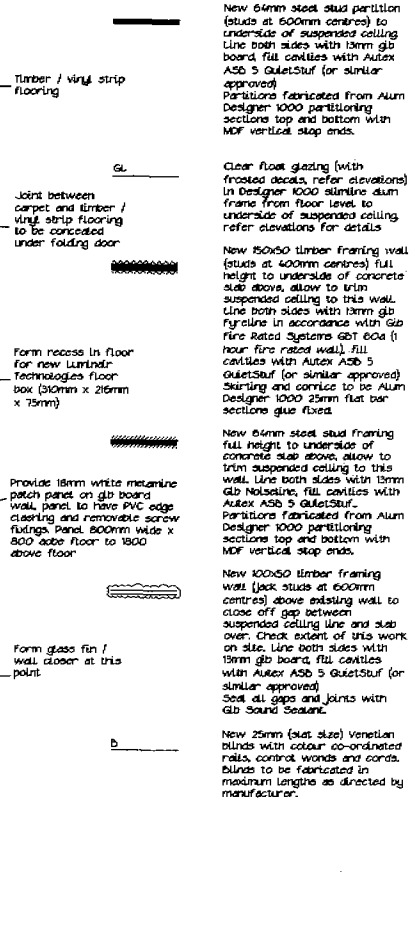 Timber / vinyl strip
flooring
Joint between
carpet and timber /
vinyl strip flooring
to be concealed
under folding door
Form recess in floor
for new Luminair
Technologies floor
box (310mm x 216mm
x 75mm)
Provide 18mm white melamine
patch panel on gib board
wall, panel to have PVC edge
clashing and removable screw
fixings. Panel 800mm wide x
800 aobe floor to 1800
above floor
Form glass fin /
wall closer at this
point
New 64mm steel stud partition
(studs at 600mm centres) to
underside of suspended ceiling.
Line both sides with 13mm gib
board, fill cavities with Autex
ASB 5 QuietStuf (or similar
approved)
Partitions fabricated from Alum
Designer 1000 partitioning
sections top and bottom with
MDF vertical stop ends.
GL
Clear float glazing (with
frosted decals, refer elevations)
in Designer 1000 slimline alum
frame from floor level to
underside of suspended ceiling,
refer elevations for details
New 150x50 timber framing wall
(studs at 400mm centres) full
height to underside of concrete
slab above, allow to trim
suspended ceiling to this wall.
Line both sides with 13mm gib
Fyreline in accordance with Gib
Fire Rated Systems GBT 60a (1
hour fire rated wall), fill
cavities with Autex ASB 5
QuietStuf (or similar approved)
Skirting and cornice to be Alum
Designer 1000 25mm flat bar
sections glue fixed.
New 64mm steel stud framing
full height to underside of
concrete slab above, allow to
trim suspended ceiling to this
wall. Line both sides with 13mm
Gib Noiseline, fill cavities with
Autex ASB 5 QuietStuf.
Partitions fabricated from Alum
Designer 1000 partitioning
sections top and bottom with
MDF vertical stop ends.
New 100x50 timber framing
wall (jack studs at 600mm
centres) above existing wall to
close off gap between
suspended ceiling line and slab
over. Check extent of this work
on site. Line both sides with
13mm gib board, fill cavities
with Autex ASB 5 QuietStuf (or
similar approved)
Seal all gaps and joints with
Gib Sound Sealant.
B
New 25mm (slat size) Venetian
blinds with colour co-ordinated
rails, control wands and cords.
Blinds to be fabricated in
maximum lengths as directed by
manufacturer.